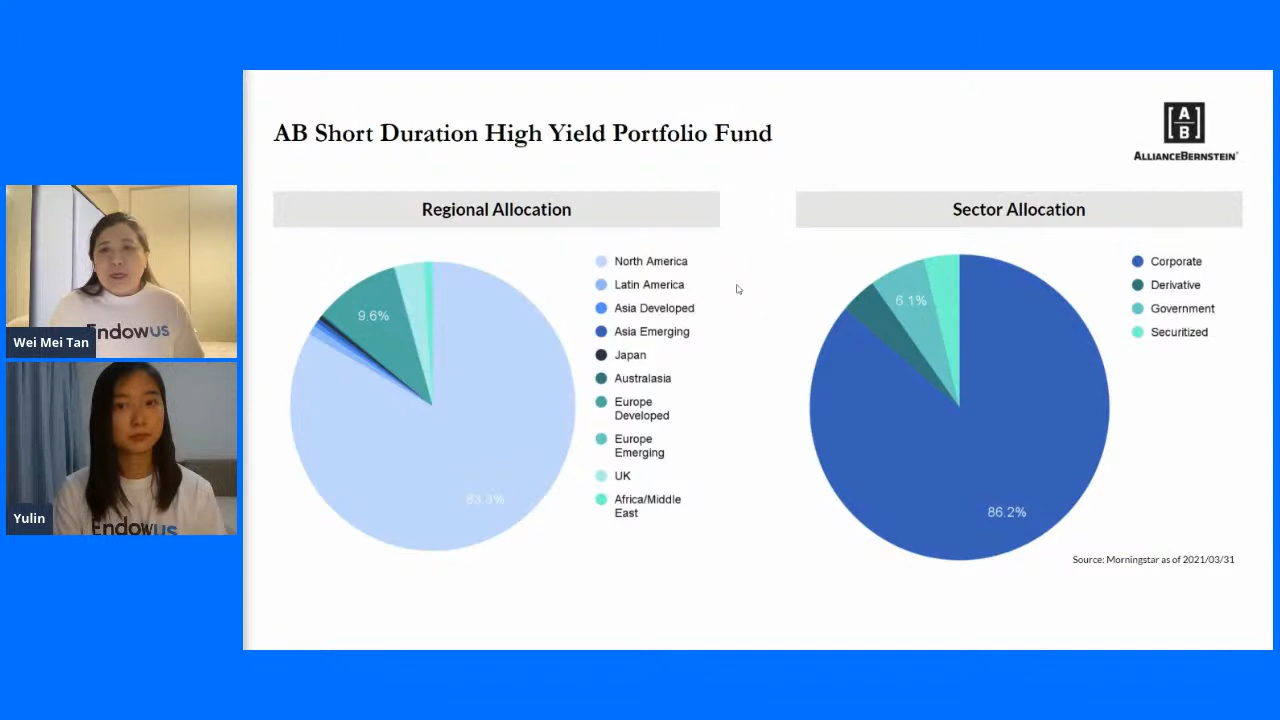 AB Short Duration High Yield Portfolio Fund
[A
B]
ALLIANCEBERNSTEIN
Regional Allocation
9.6%
83.3%
North America
Latin America
Asia Developed
Asia Emerging
Japan
Australasia
Europe
Developed
Europe
Emerging
UK
Africa/Middle
East
Sector Allocation
6.1%
86.2%
Corporate
Derivative
Government
Securitized
Source: Morningstar as of 2021/03/31
Endowus
Wei Mei Tan
Endowus
Yulin